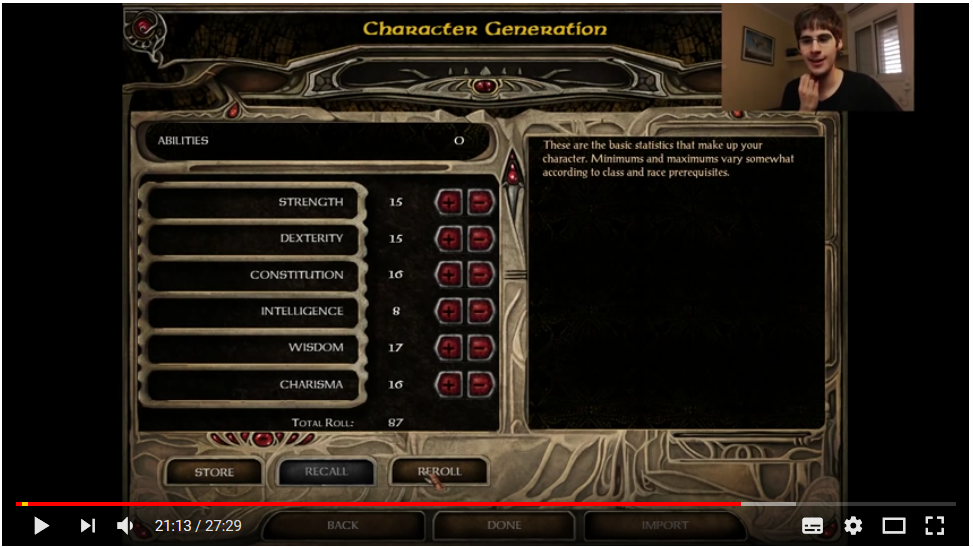 Character Generation
ABILITIES 0
These are the basic statistics that make up your
character. Minimums and maximums vary somewhat
according to class and race prerequisites.
STRENGTH 15
DEXTERITY 15
CONSTITUTION 16
INTELLIGENCE 8
WISDOM 17
CHARISMA 16
TOTAL ROLL: 87
STORE RECALL REROLL
BACK DONE IMPORT
21:13 / 27:29